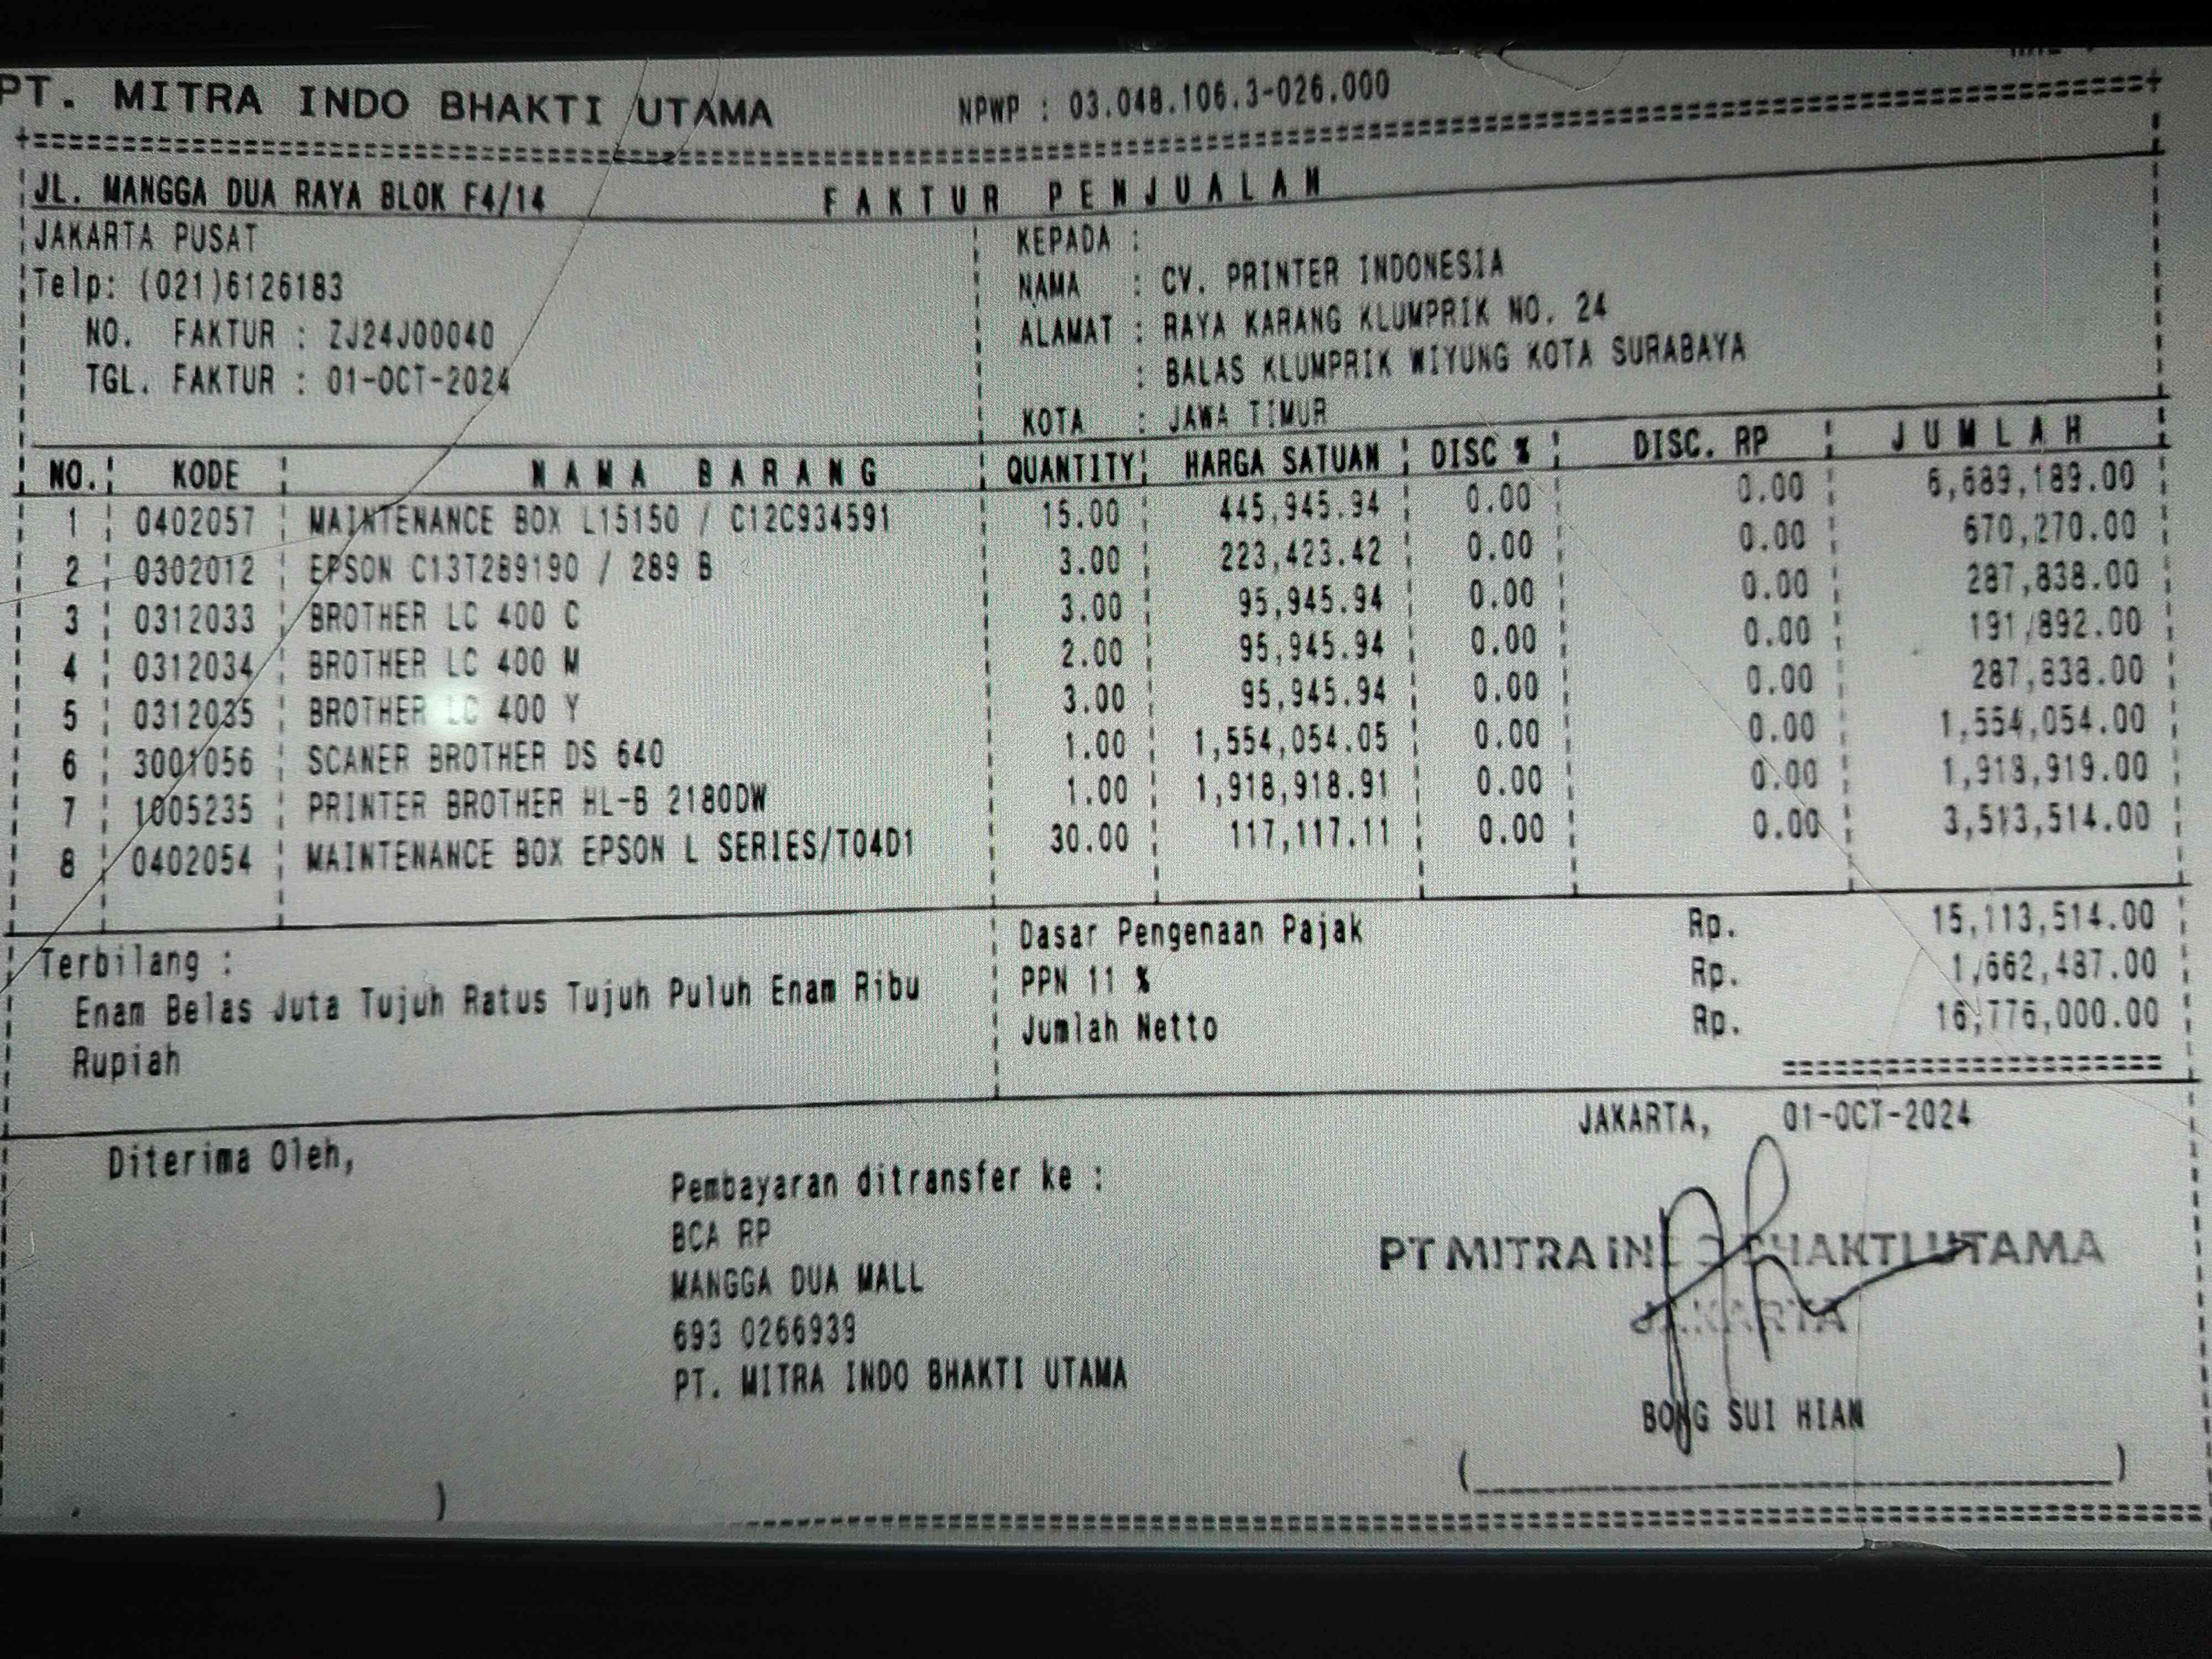 PT. MITRA INDO BHAKTI UTAMA NPWP : 03.048.106.3-026.000
JL. MANGGA DUA RAYA BLOK F4/14 FAKTUR PENJUALAN
JAKARTA PUSAT KEPADA :
Telp: (021)6126183 NAMA : CV. PRINTER INDONESIA
NO. FAKTUR : ZJ24J00040 ALAMAT : RAYA KARANG KLUMPRIK NO. 24
TGL. FAKTUR : 01-OCT-2024 : BALAS KLUMPRIK WIYUNG KOTA SURABAYA
KOTA : JAWA TIMUR
NO. KODE NAMA BARANG QUANTITY HARGA SATUAN DISC % DISC. RP JUMLAH
1 0402057 MAINTENANCE BOX L15150 / C12C934591 15.00 445,945.94 0.00 0.00 6,689,189.00
2 0302012 EPSON C13T289190 / 289 B 3.00 223,423.42 0.00 0.00 670,270.00
3 0312033 BROTHER LC 400 C 3.00 95,945.94 0.00 0.00 287,838.00
4 0312034 BROTHER LC 400 M 2.00 95,945.94 0.00 0.00 191,892.00
5 0312035 BROTHER LC 400 Y 3.00 95,945.94 0.00 0.00 287,838.00
6 3001056 SCANER BROTHER DS 640 1.00 1,554,054.05 0.00 0.00 1,554,054.00
7 1005235 PRINTER BROTHER HL-B 2180DW 1.00 1,918,918.91 0.00 0.00 1,918,919.00
8 0402054 MAINTENANCE BOX EPSON L SERIES/T04D1 30.00 117,117.11 0.00 0.00 3,513,514.00
Terbilang : Dasar Pengenaan Pajak Rp. 15,113,514.00
Enam Belas Juta Tujuh Ratus Tujuh Puluh Enam Ribu PPN 11 % Rp. 1,662,487.00
Rupiah Jumlah Netto Rp. 16,776,000.00
JAKARTA, 01-OCT-2024
Diterima Oleh,
Pembayaran ditransfer ke :
BCA RP
MANGGA DUA MALL
693 0266939
PT. MITRA INDO BHAKTI UTAMA
PT MITRA INDO BHAKTI UTAMA
JAKARTA
BONG SUI HIAN